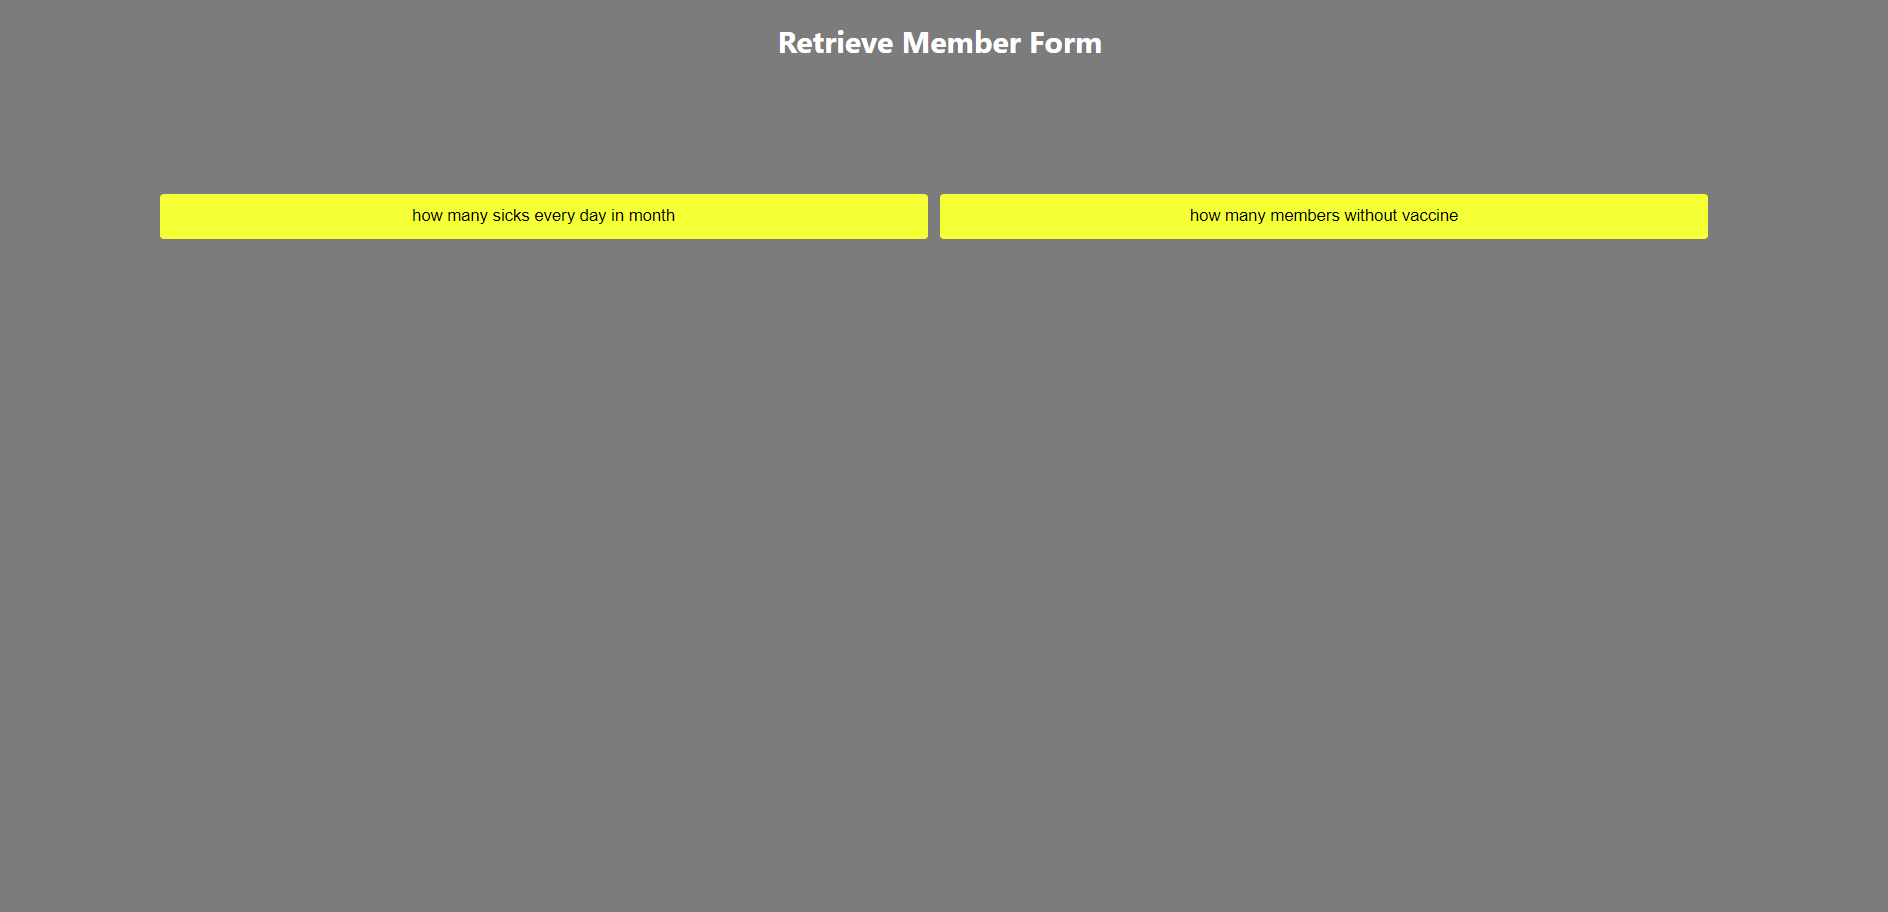 Retrieve Member Form
how many sicks every day in month
how many members without vaccine